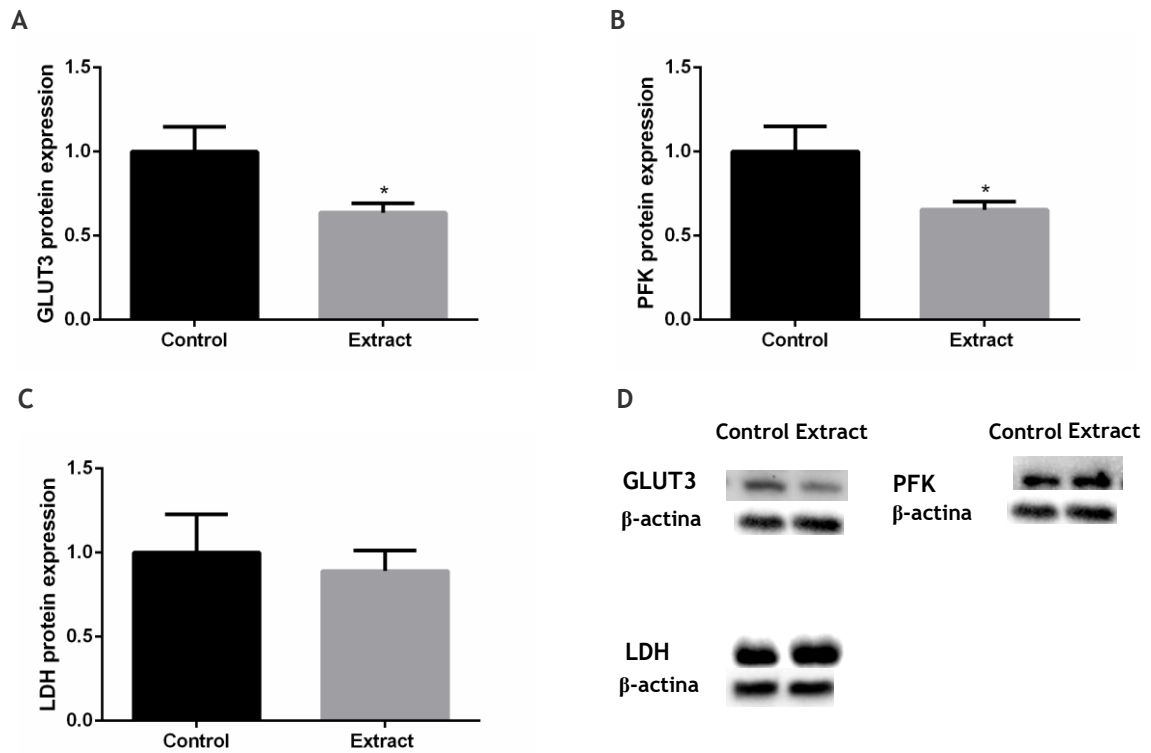 A
GLUT3 protein expression
1.5
1.0
0.5
0.0
*
Control Extract
B
PFK protein expression
1.5
1.0
0.5
0.0
*
Control Extract
C
LDH protein expression
1.5
1.0
0.5
0.0
Control Extract
D
Control Extract
GLUT3
β-actina
Control Extract
PFK
β-actina
LDH
β-actina